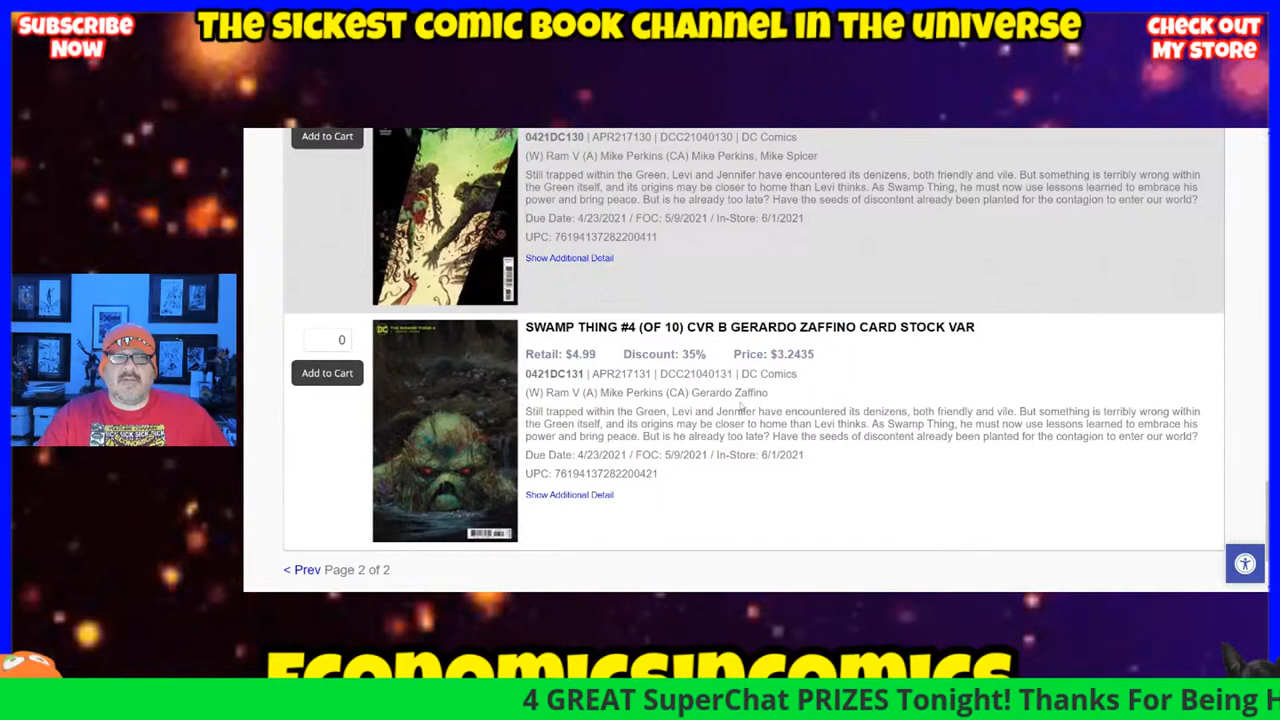 SUBSCRIBE
NOW
THE SICKEST COMIC BOOK CHANNEL IN THE UNIVERSE
CHECK OUT
MY STORE
Add to Cart
0421DC130 | APR217130 | DCC21040130 | DC Comics
(W) Ram V (A) Mike Perkins (CA) Mike Perkins, Mike Spicer
Still trapped within the Green, Levi and Jennifer have encountered its denizens, both friendly and vile. But something is terribly wrong within
the Green itself, and its origins may be closer to home than Levi thinks. As Swamp Thing, he must now use lessons learned to embrace his
power and bring peace. But is he already too late? Have the seeds of discontent already been planted for the contagion to enter our world?
Due Date: 4/23/2021 / FOC: 5/9/2021 / In-Store: 6/1/2021
UPC: 76194137282200411
Show Additional Detail
0
Add to Cart
DC THE SWAMP THING 4
SWAMP THING #4 (OF 10) CVR B GERARDO ZAFFINO CARD STOCK VAR
Retail: $4.99 Discount: 35% Price: $3.2435
0421DC131 | APR217131 | DCC21040131 | DC Comics
(W) Ram V (A) Mike Perkins (CA) Gerardo Zaffino
Still trapped within the Green, Levi and Jennifer have encountered its denizens, both friendly and vile. But something is terribly wrong within
the Green itself, and its origins may be closer to home than Levi thinks. As Swamp Thing, he must now use lessons learned to embrace his
power and bring peace. But is he already too late? Have the seeds of discontent already been planted for the contagion to enter our world?
Due Date: 4/23/2021 / FOC: 5/9/2021 / In-Store: 6/1/2021
UPC: 76194137282200421
Show Additional Detail
< Prev Page 2 of 2
ECONOMICSINCOMICS
4 GREAT SuperChat PRIZES Tonight! Thanks For Being H